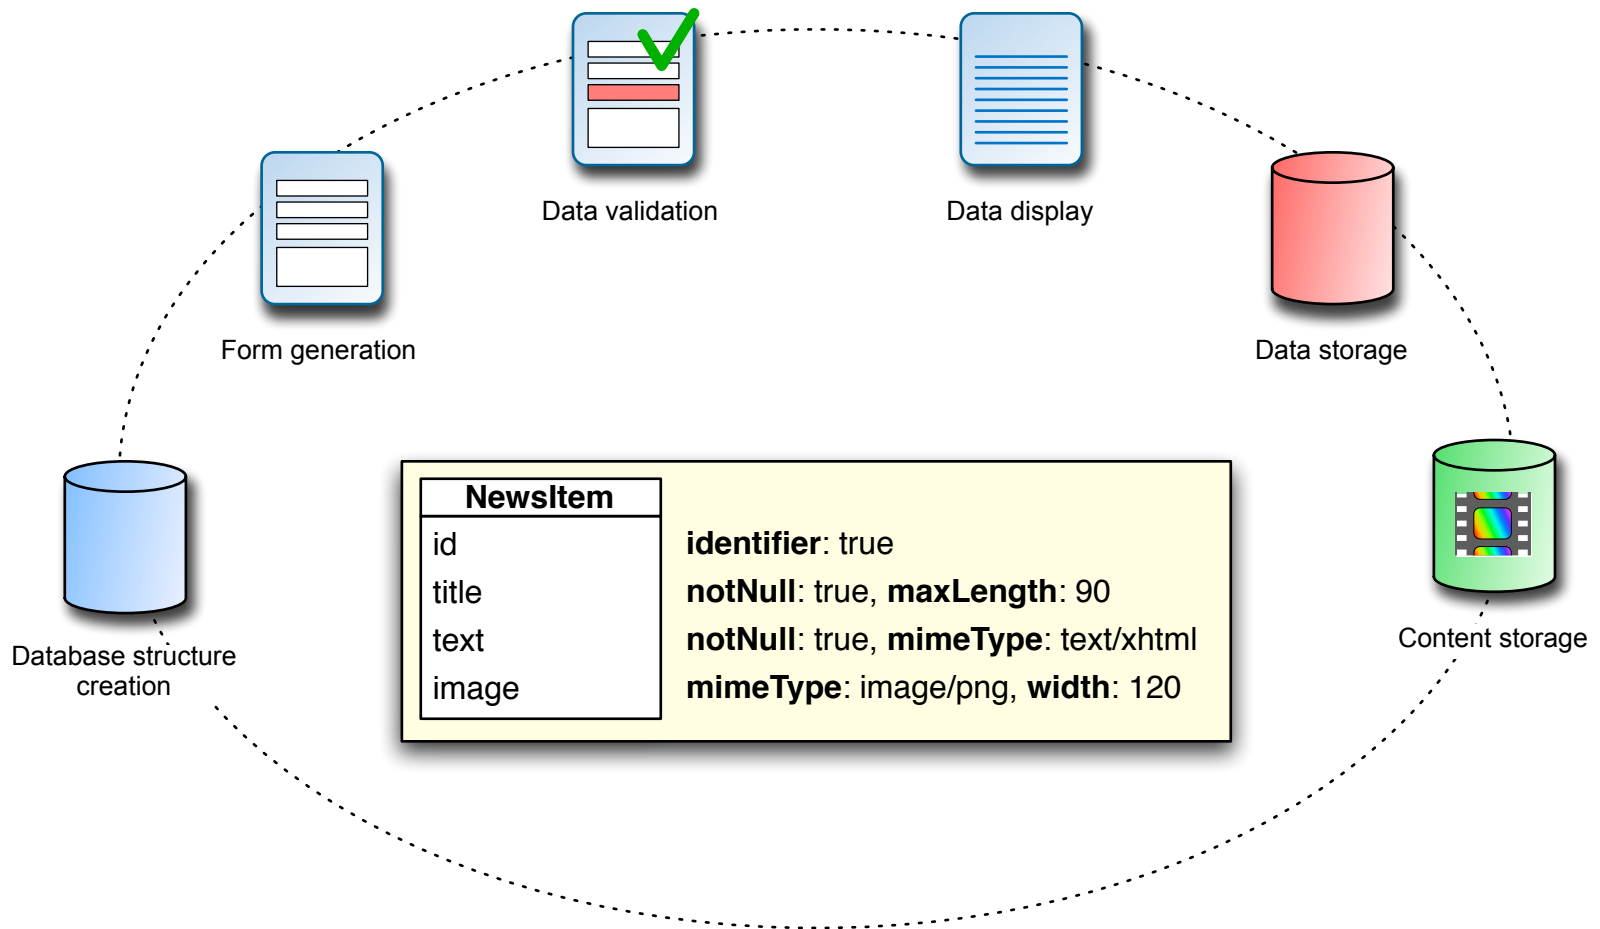 Data validation
Data display
Form generation
Data storage
NewsItem
id identifier: true
title notNull: true, maxLength: 90
text notNull: true, mimeType: text/xhtml
image mimeType: image/png, width: 120
Database structure
creation
Content storage